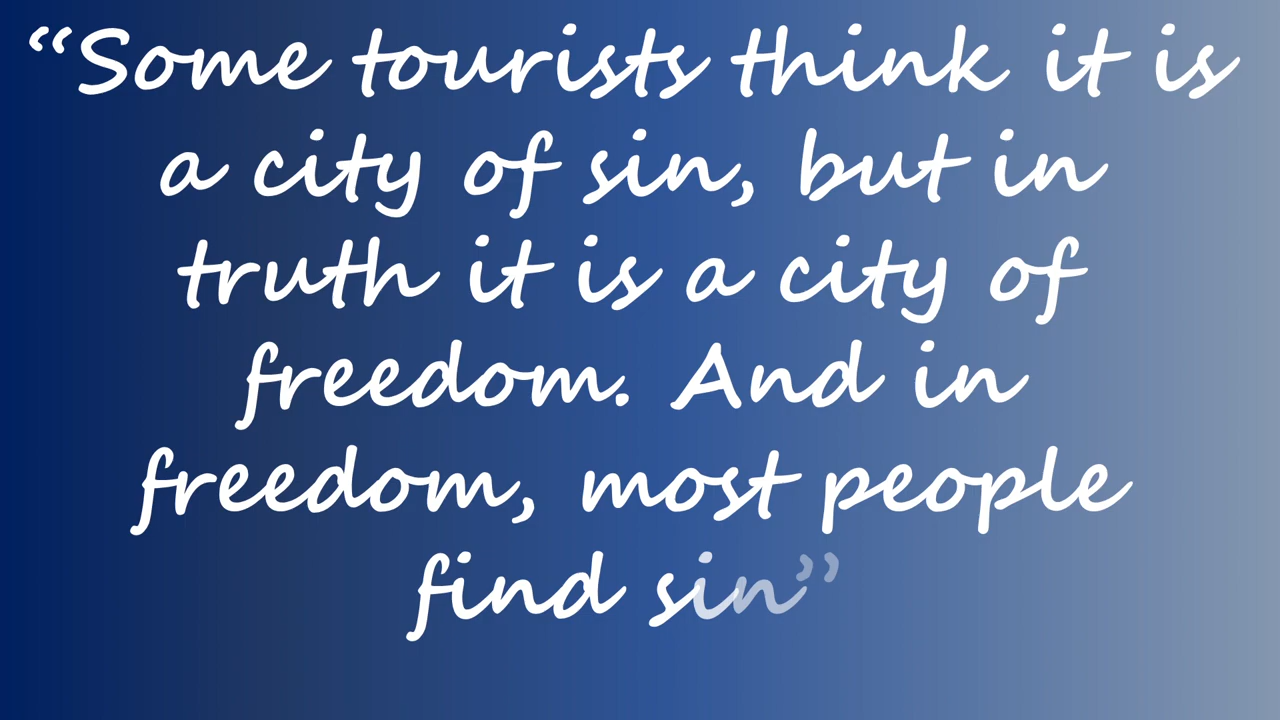 “Some tourists think it is
a city of sin, but in
truth it is a city of
freedom. And in
freedom, most people
find sin”